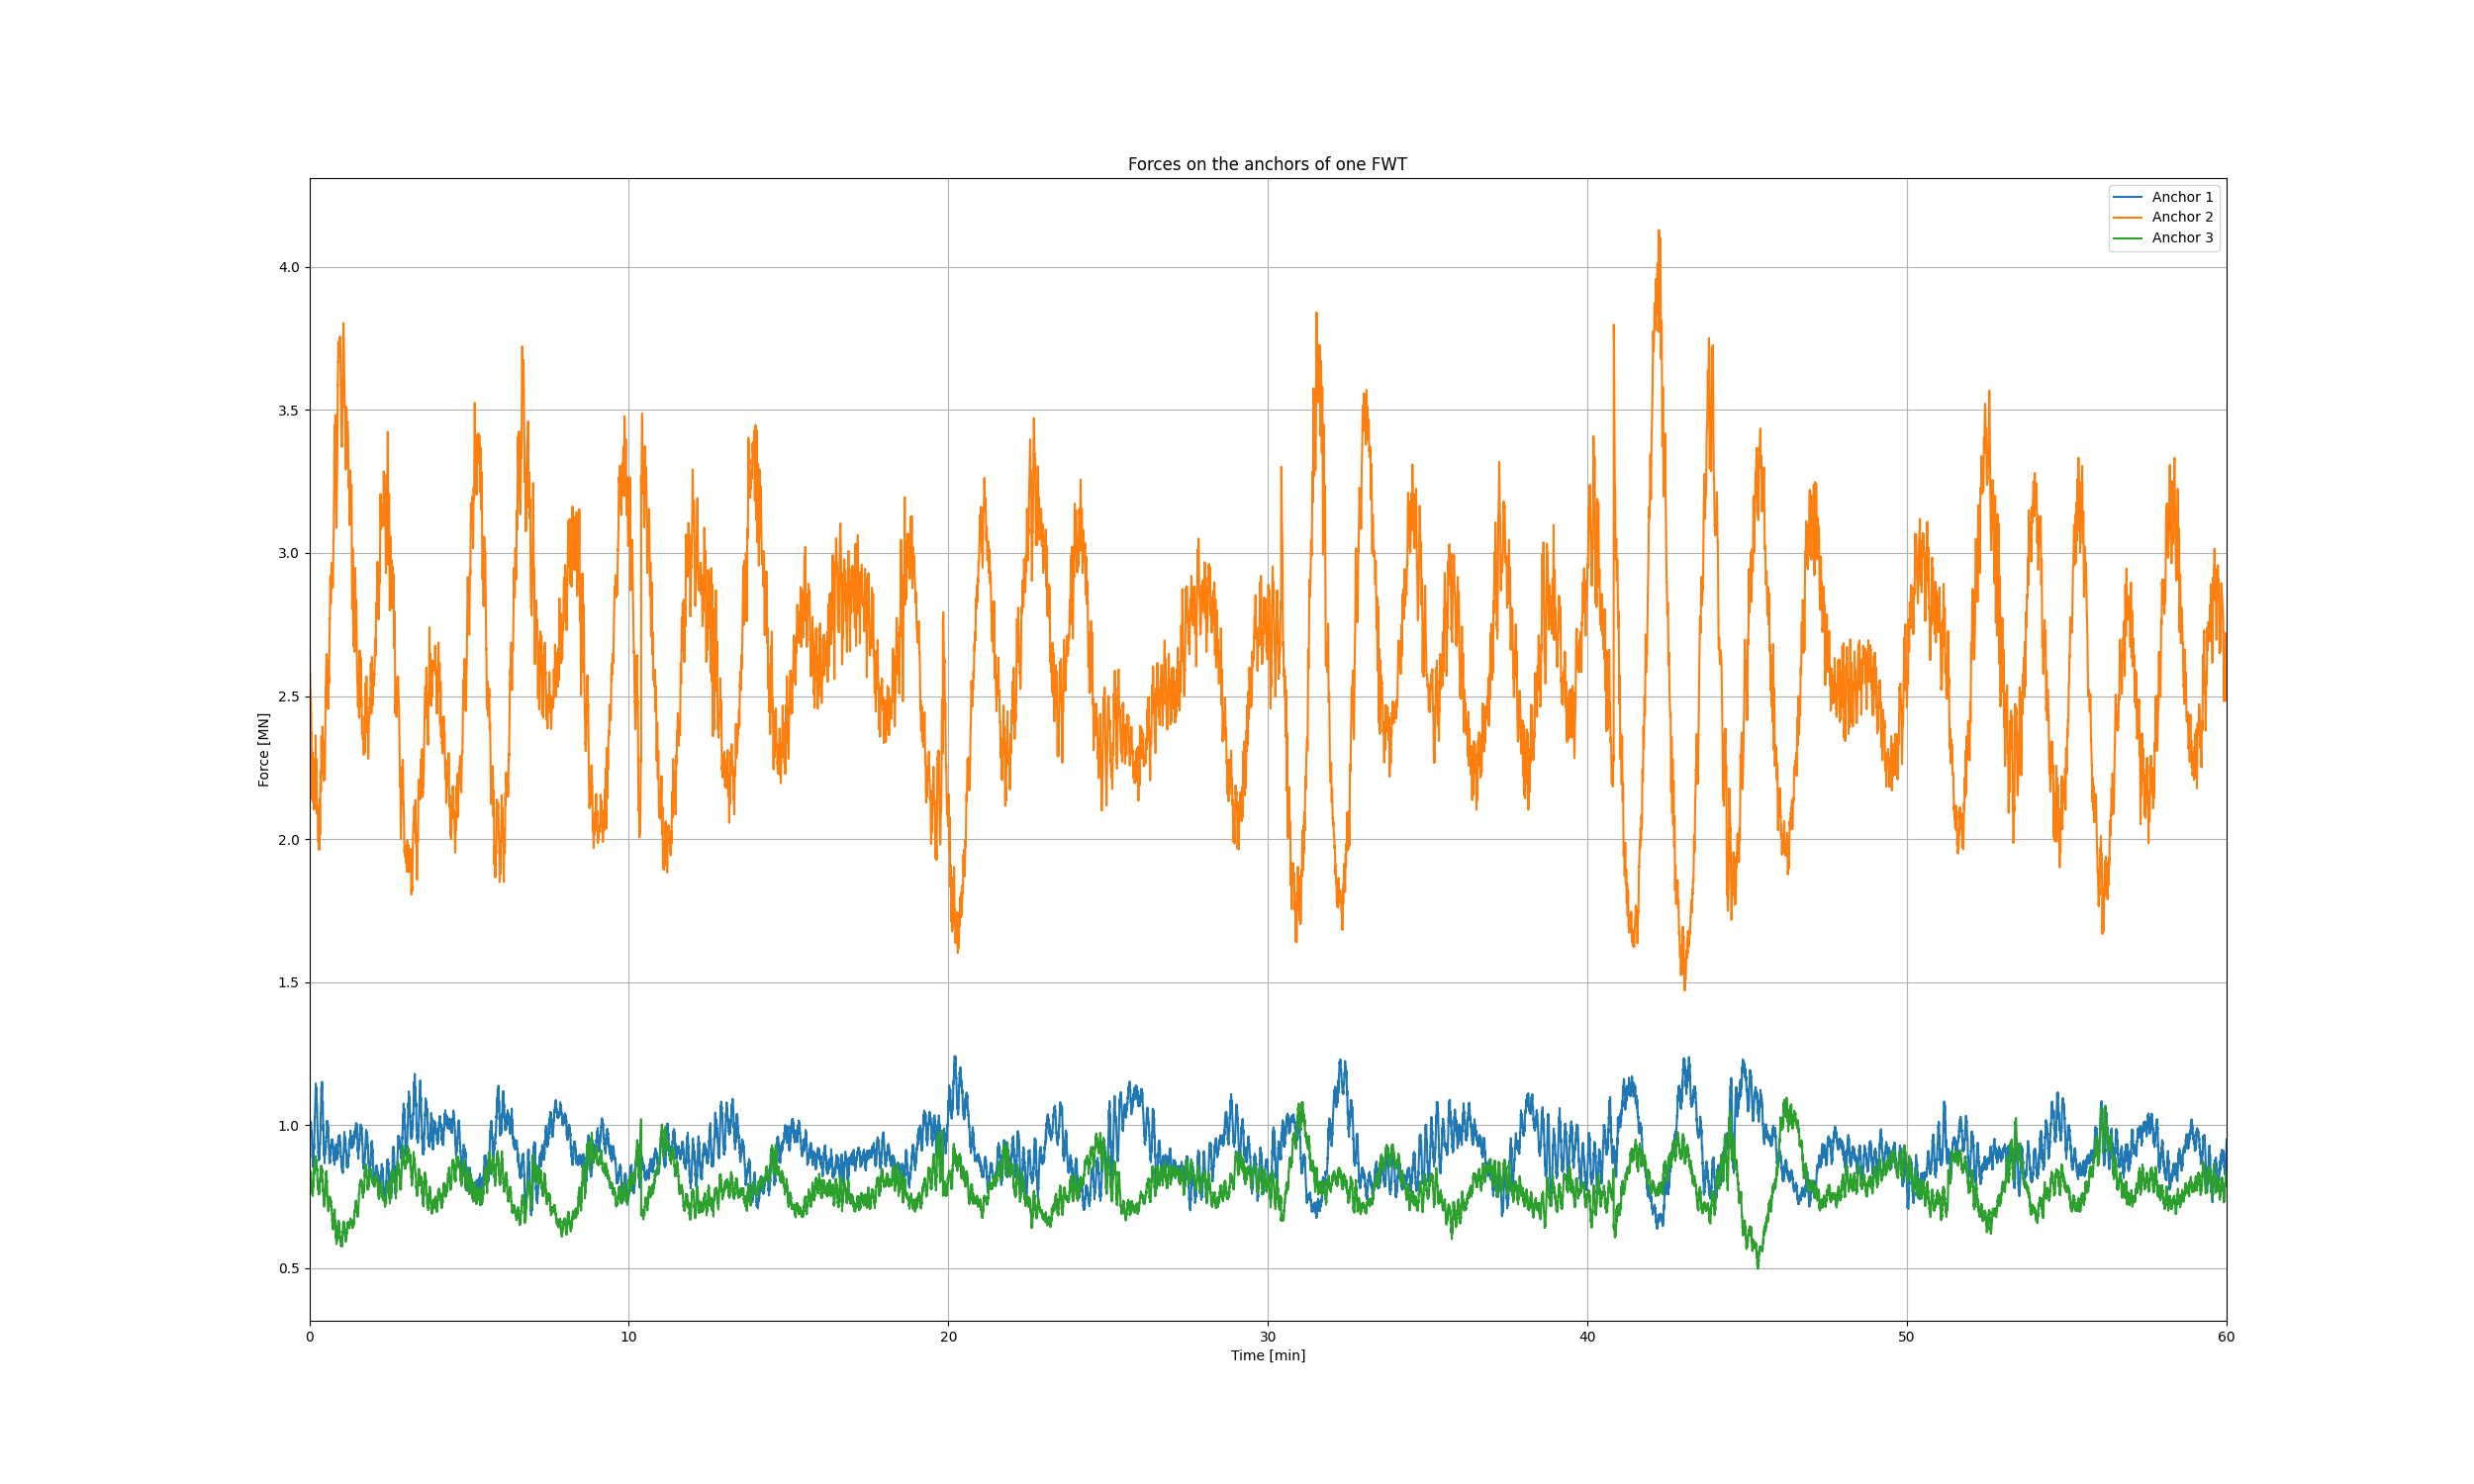 Forces on the anchors of one FWT
Anchor 1
Anchor 2
Anchor 3
Force [MN]
4.0
3.5
3.0
2.5
2.0
1.5
1.0
0.5
0 10 20 30 40 50 60
Time [min]